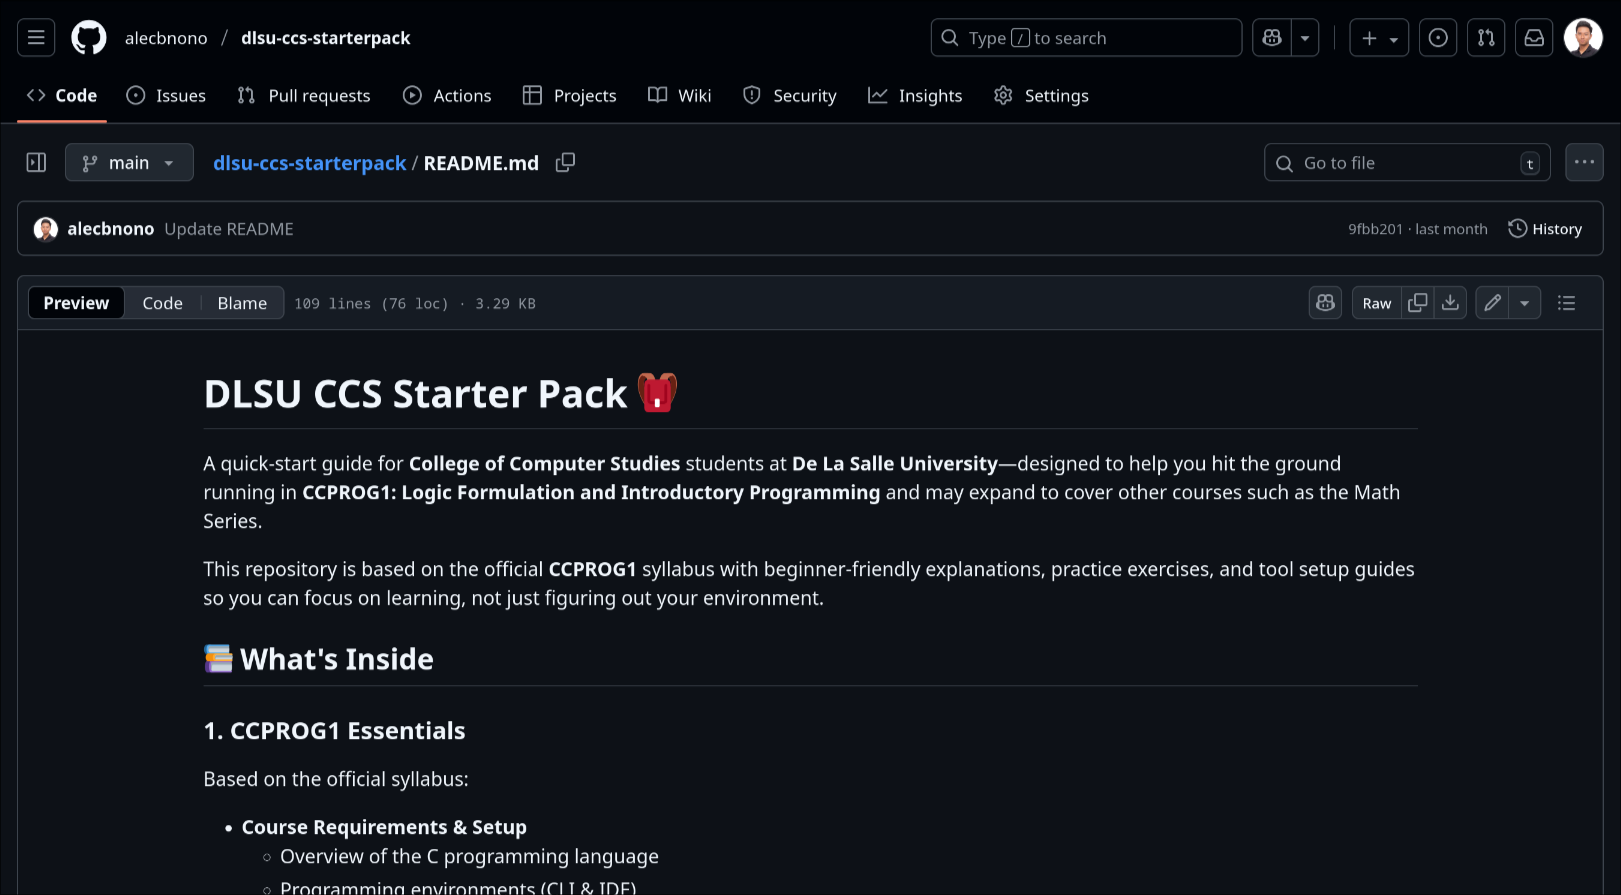 alecbnono / dlsu-ccs-starterpack
Type / to search
Code Issues Pull requests Actions Projects Wiki Security Insights Settings
main
dlsu-ccs-starterpack / README.md
Go to file
t
alecbnono Update README
9fbb201 · last month
History
Preview Code Blame
109 lines (76 loc) · 3.29 KB
Raw
DLSU CCS Starter Pack
A quick-start guide for College of Computer Studies students at De La Salle University—designed to help you hit the ground
running in CCPROG1: Logic Formulation and Introductory Programming and may expand to cover other courses such as the Math
Series.
This repository is based on the official CCPROG1 syllabus with beginner-friendly explanations, practice exercises, and tool setup guides
so you can focus on learning, not just figuring out your environment.
What's Inside
1. CCPROG1 Essentials
Based on the official syllabus:
• Course Requirements & Setup
◦ Overview of the C programming language
◦ Programming environments (CLI & IDE)